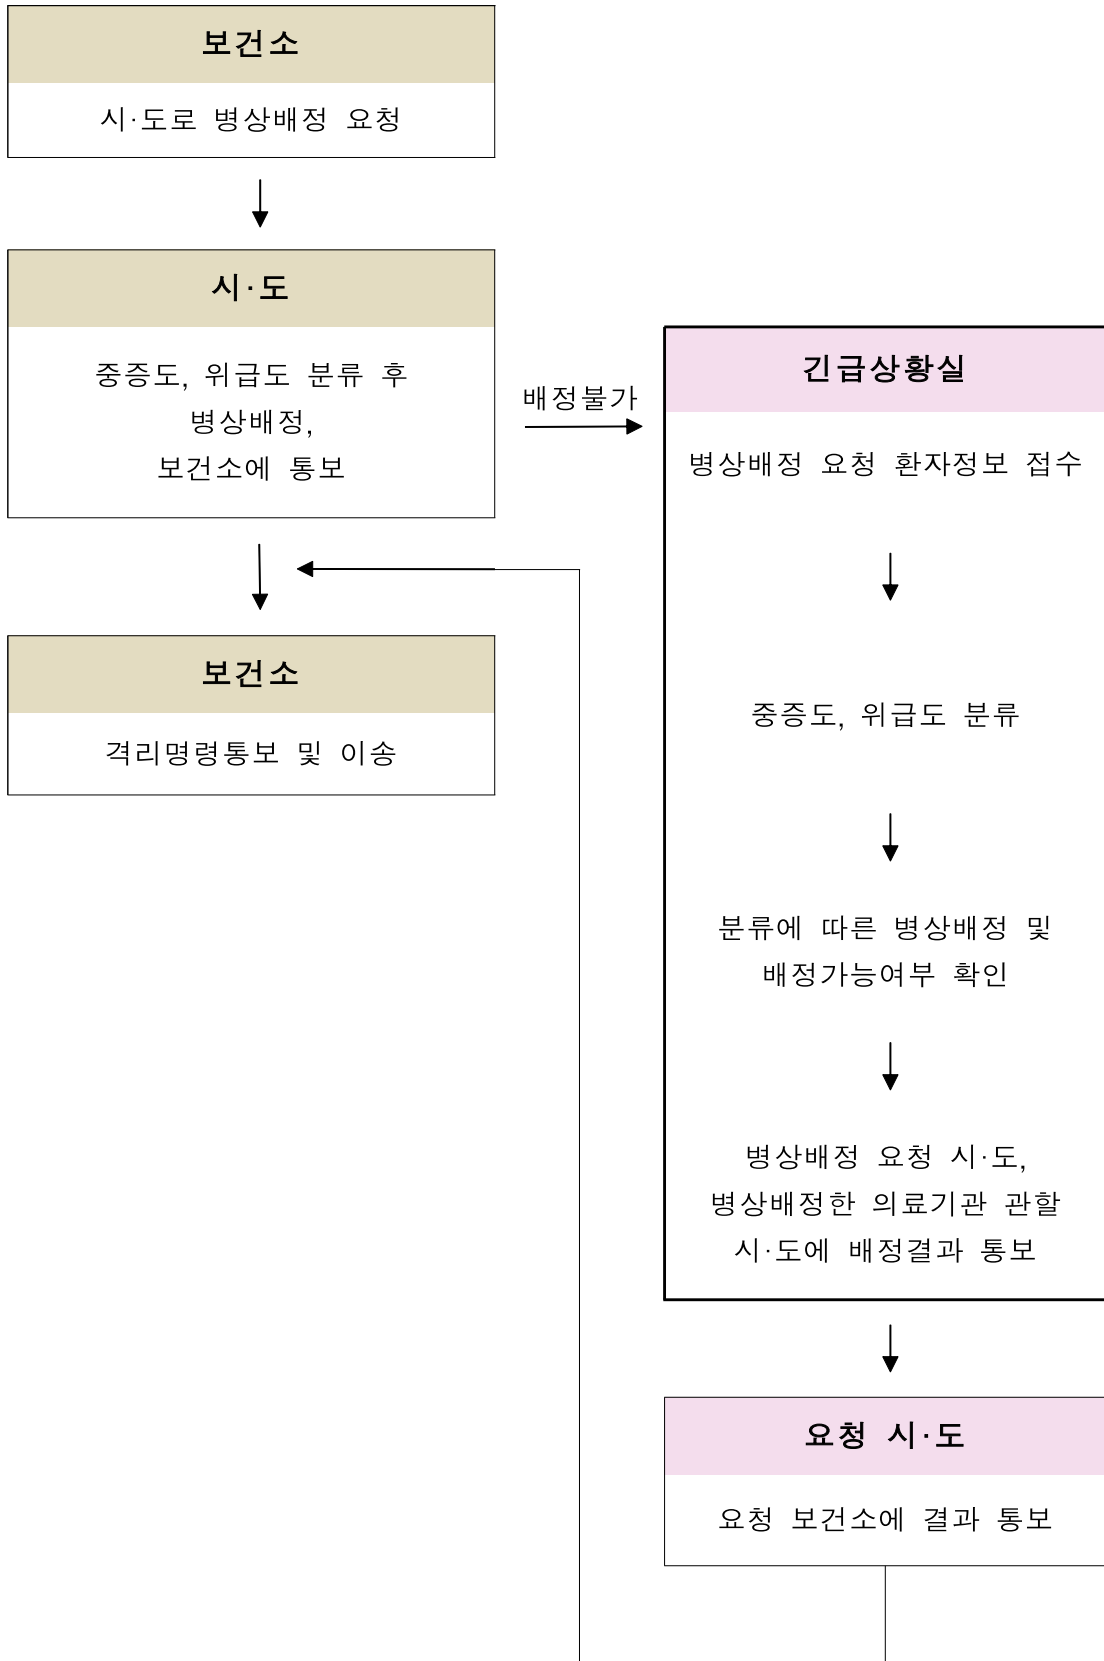 보건소
시·도로 병상배정 요청
시·도
중증도, 위급도 분류 후
병상배정,
보건소에 통보
배정불가
보건소
격리명령통보 및 이송
긴급상황실
병상배정 요청 환자정보 접수
중증도, 위급도 분류
분류에 따른 병상배정 및
배정가능여부 확인
병상배정 요청 시·도,
병상배정한 의료기관 관할
시·도에 배정결과 통보
요청 시·도
요청 보건소에 결과 통보